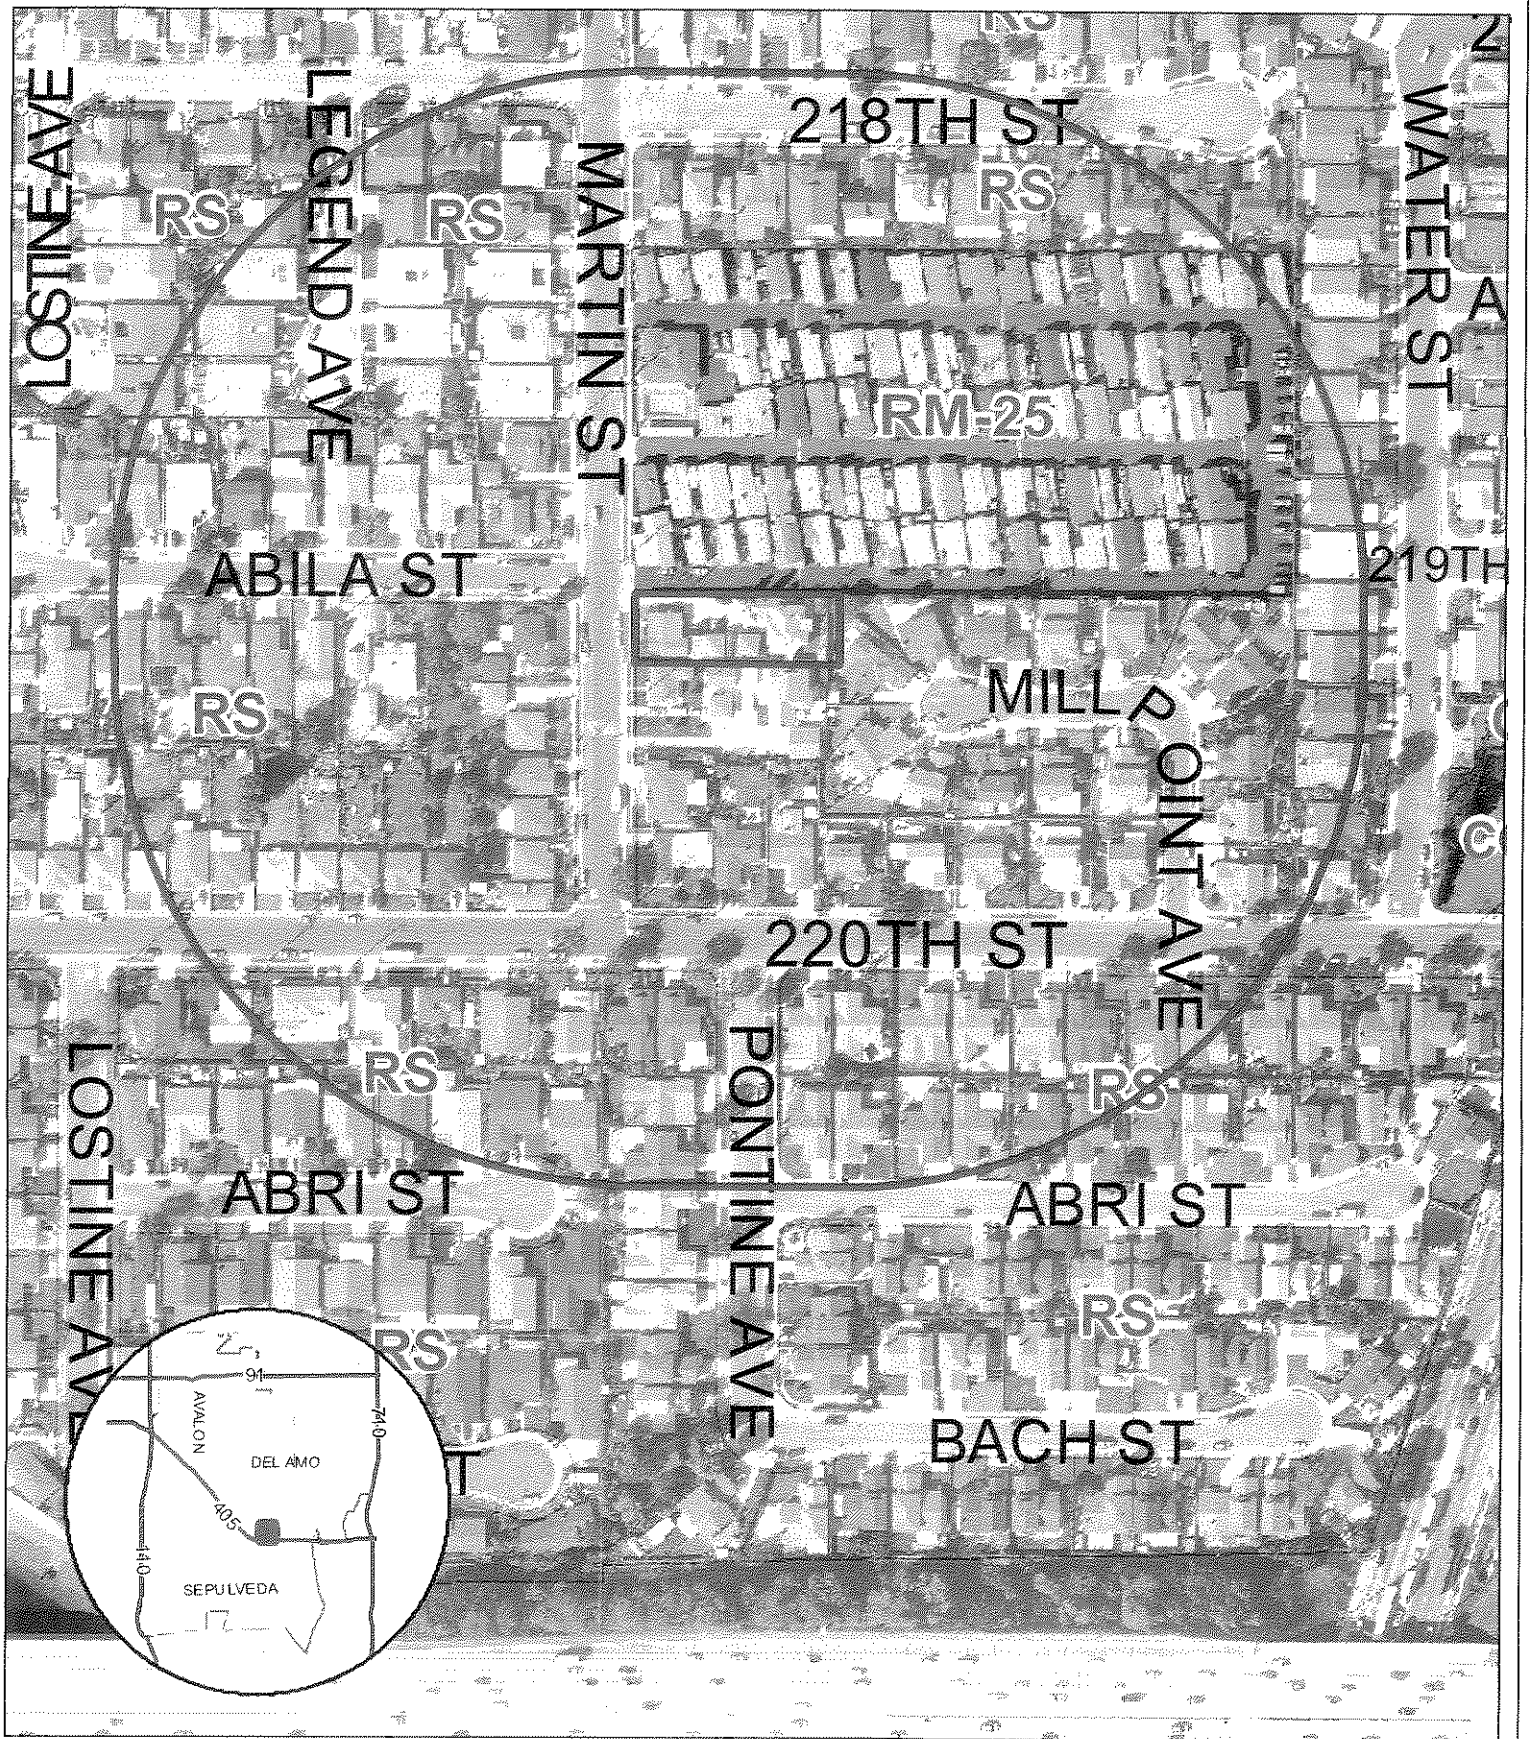 RS
2
LOSTINE AVE
LEGEND AVE
MARTIN ST
218TH ST
WATER ST
RS
RS
RS
A
RM-25
ABILA ST
219TH
RS
MILL POINT AVE
220TH ST
LOSTINE AVE
RS
PONTINE AVE
RS
ABRI ST
ABRI ST
RS
RS
BACH ST
T
91
AVALON
710
DEL AMO
405
110
SEPULVEDA